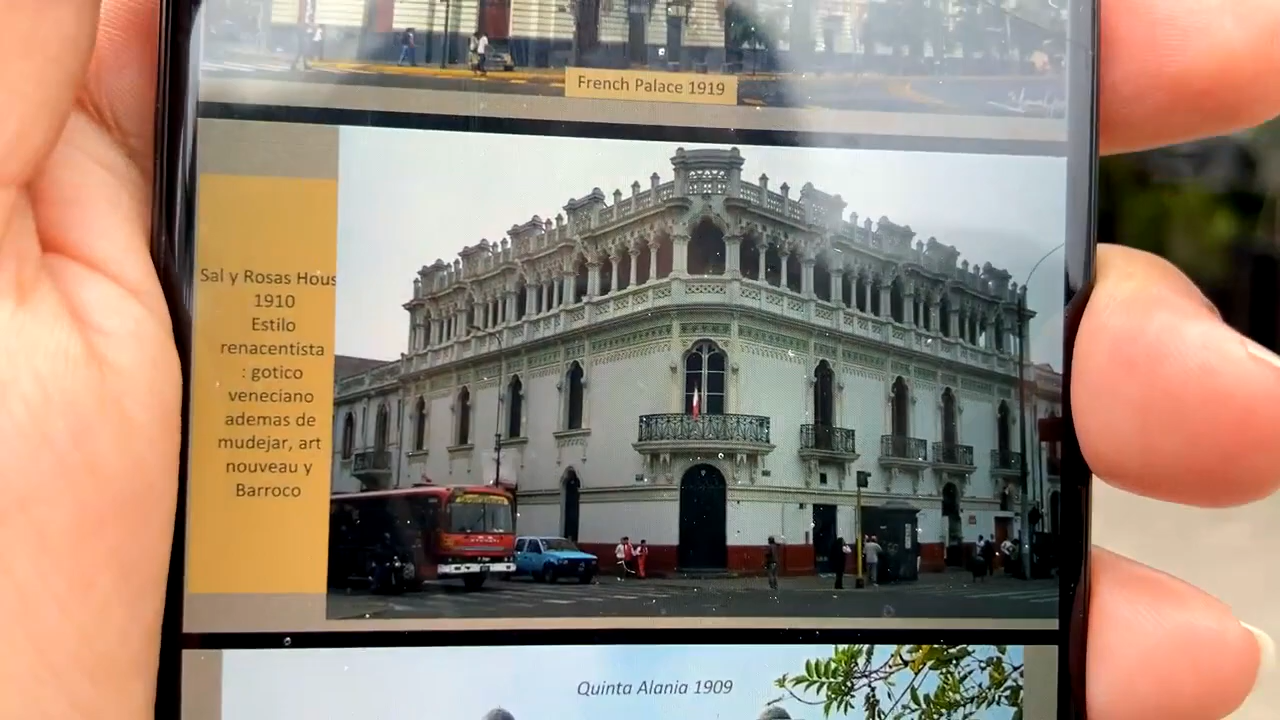 French Palace 1919
Sal y Rosas Hous
1910
Estilo
renacentista
: gotico
veneciano
ademas de
mudejar, art
nouveau y
Barroco
Quinta Alania 1909